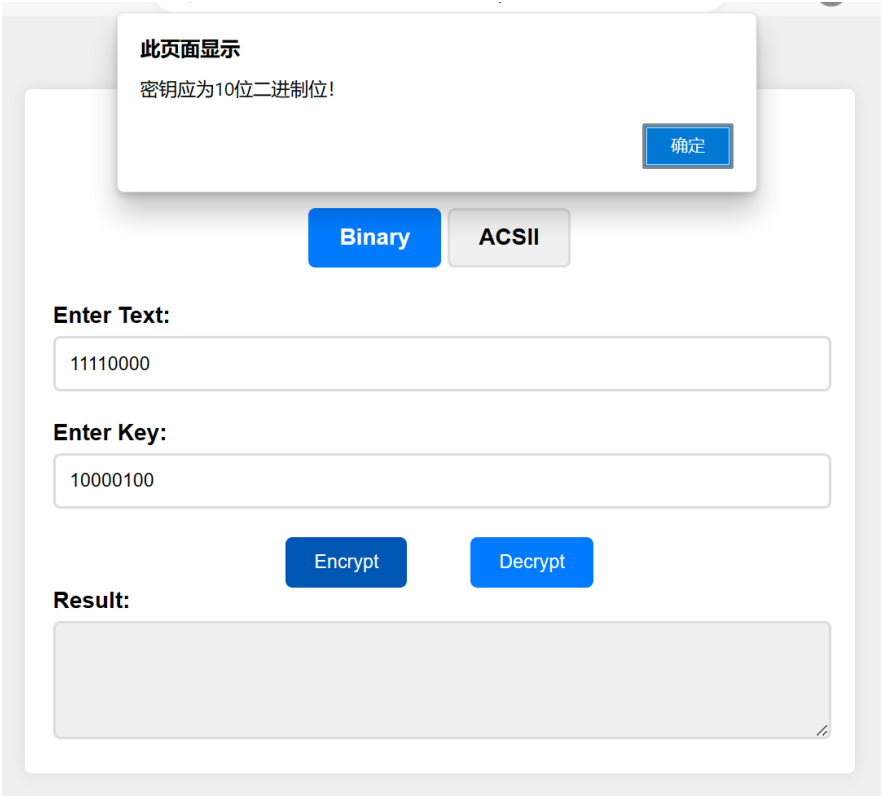 此页面显示
密钥应为10位二进制位！
确定
Binary ACSII
Enter Text:
11110000
Enter Key:
10000100
Encrypt Decrypt
Result: